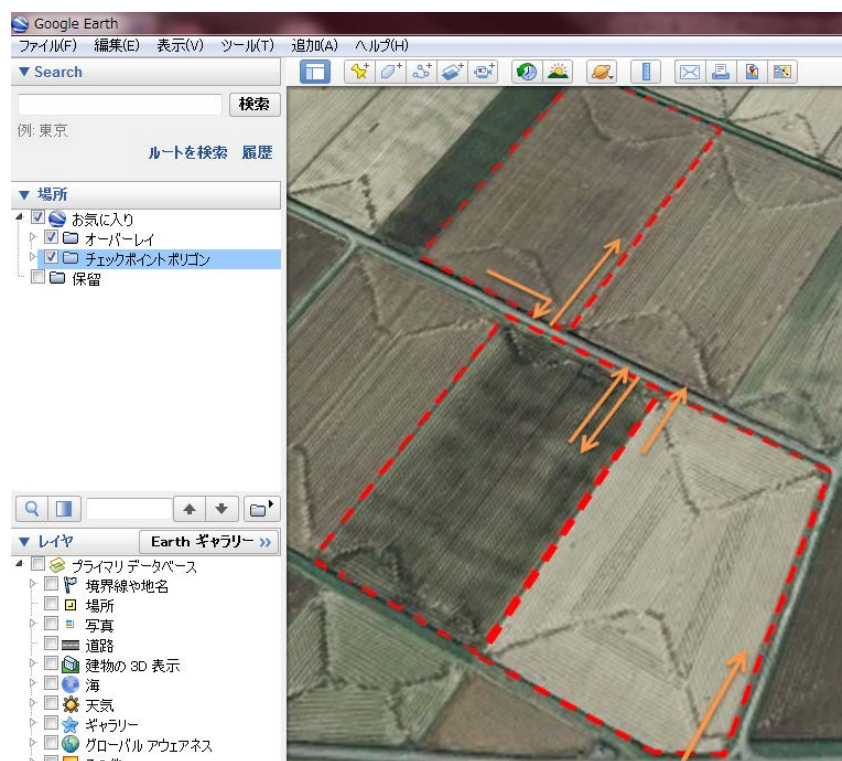 Google Earth
ファイル(F) 編集(E) 表示(V) ツール(T) 追加(A) ヘルプ(H)
▼ Search
検索
例: 東京
ルートを検索 履歴
▼ 場所
お気に入り
オーバーレイ
チェックポイントポリゴン
保留
▼ レイヤ Earth ギャラリー >>
プライマリ データベース
境界線や地名
場所
写真
道路
建物の 3D 表示
海
天気
ギャラリー
グローバル アウェアネス